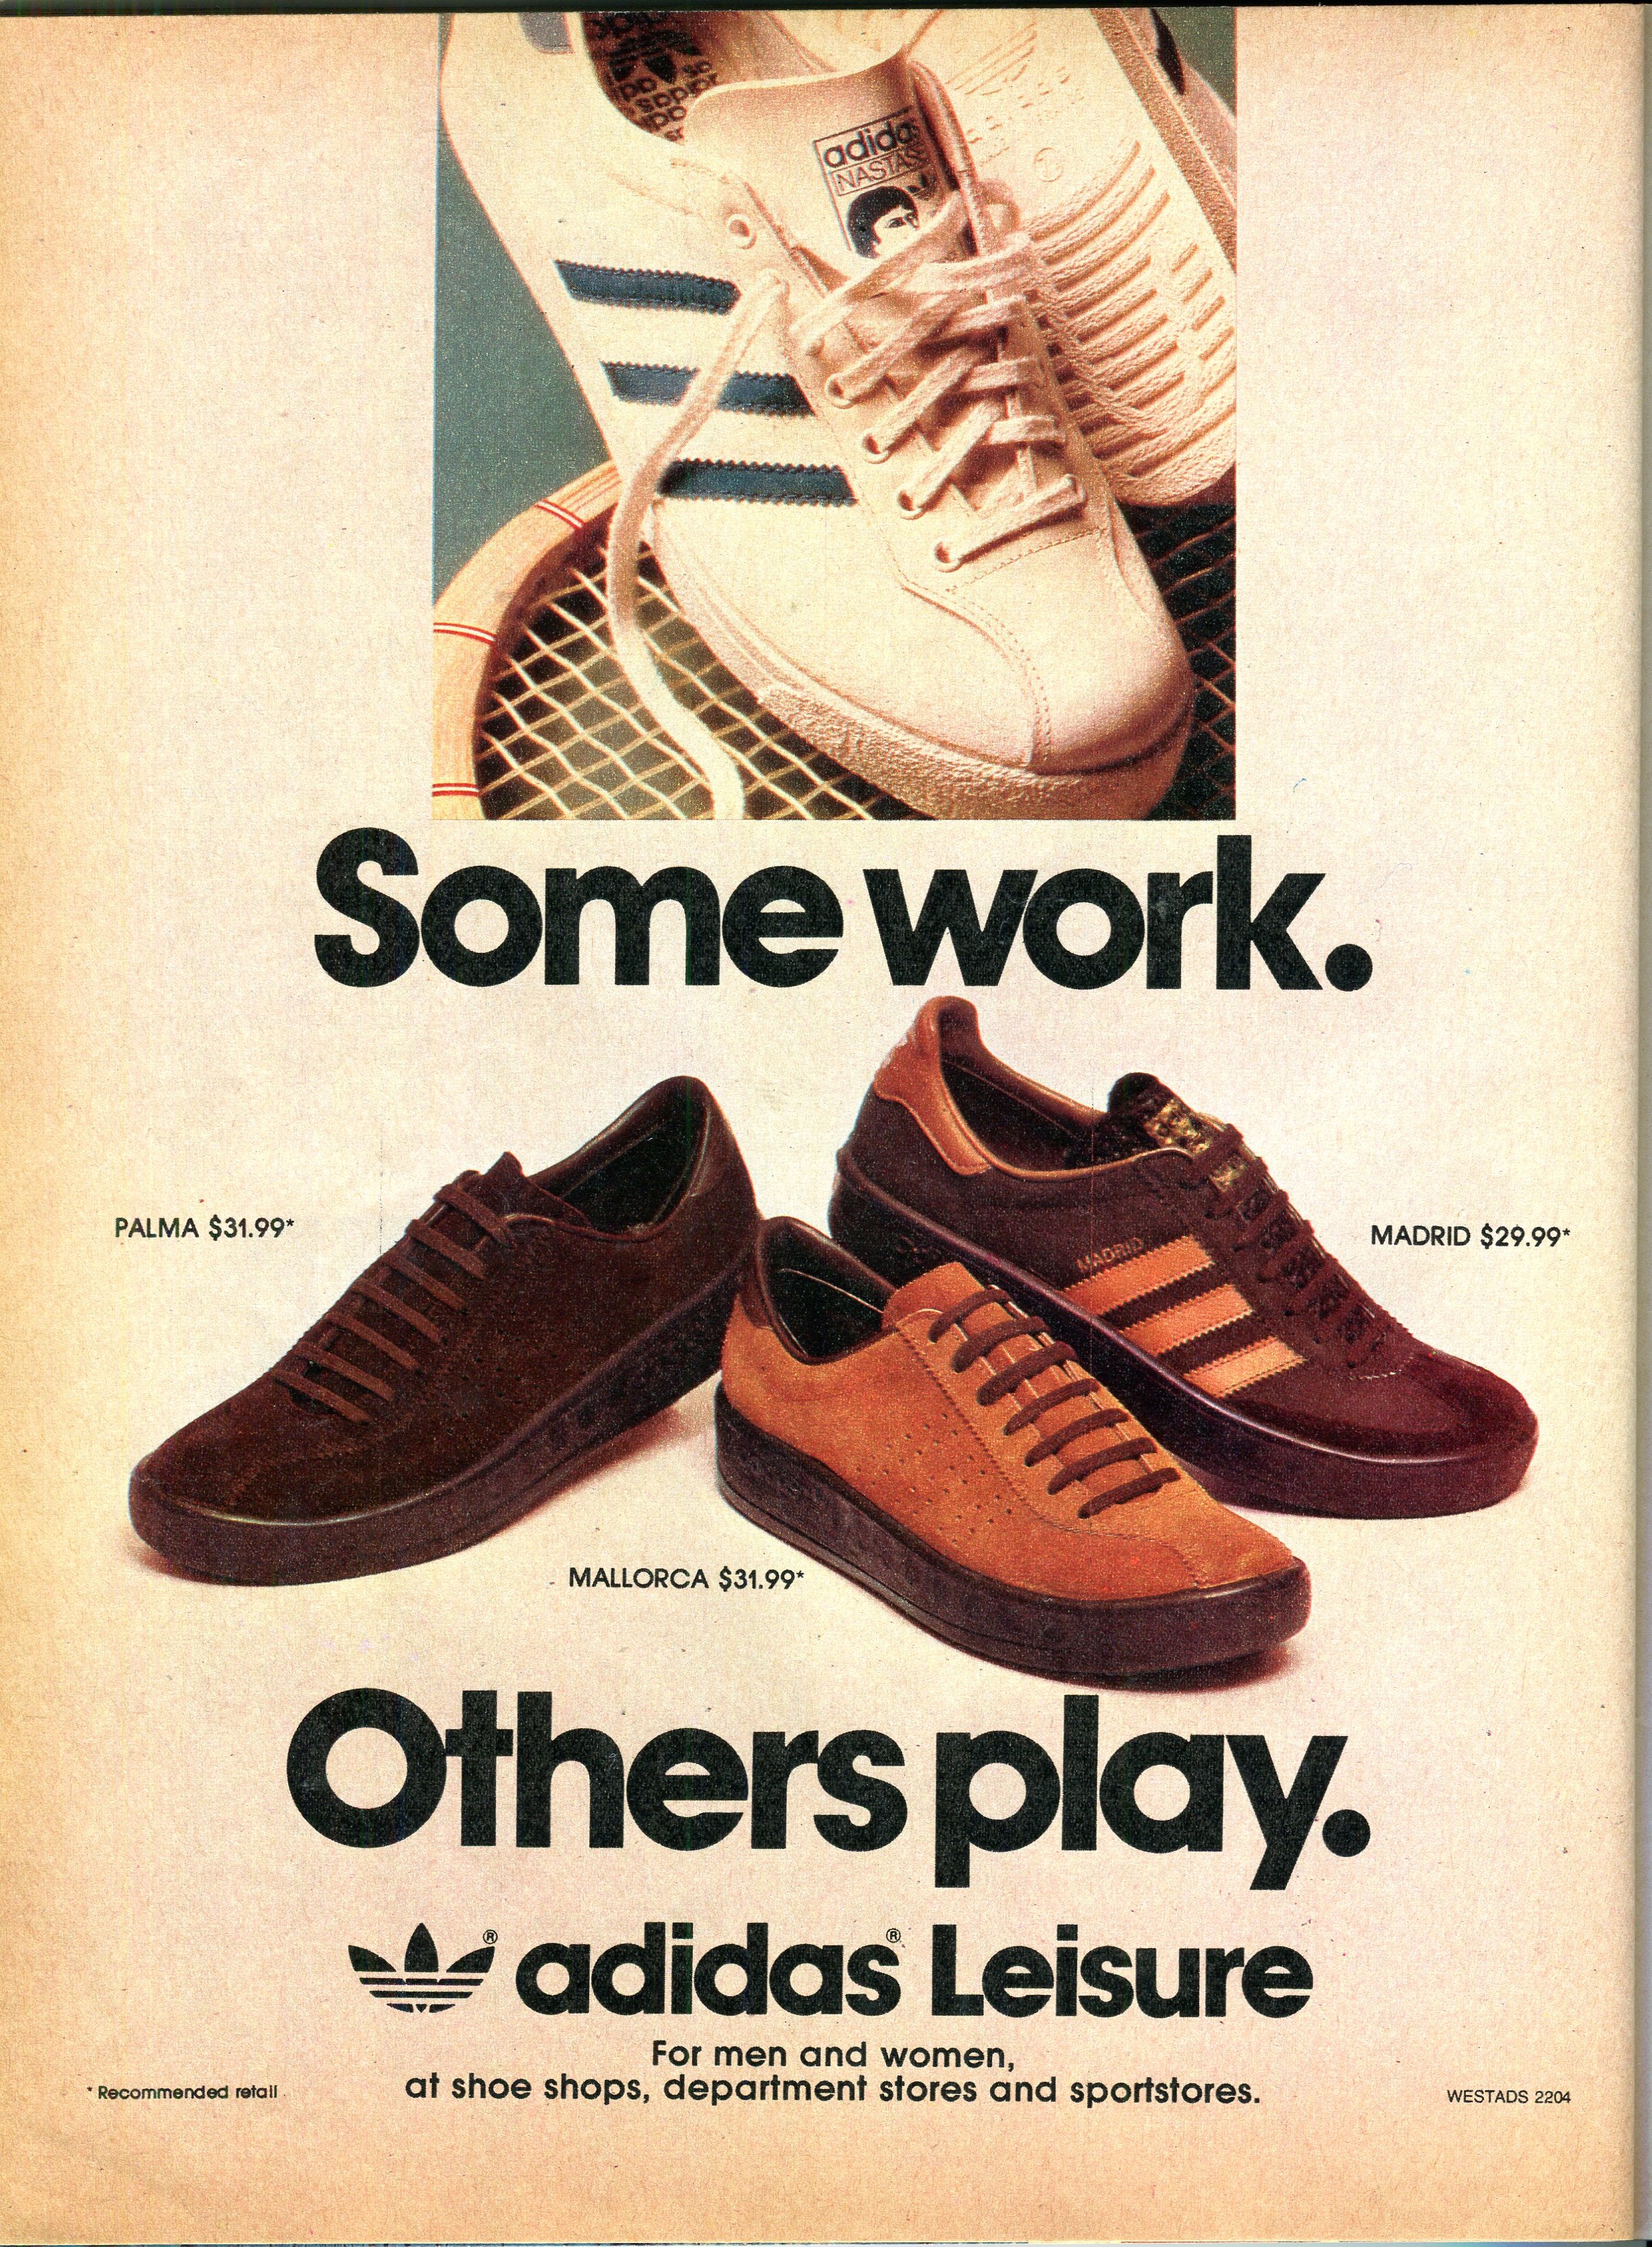 adidas
NASTAS
Some work.
PALMA $31.99*
MADRID $29.99*
MADRID
MALLORCA $31.99*
Others play.
® adidas® Leisure
For men and women,
at shoe shops, department stores and sportstores.
* Recommended retail
WESTADS 2204